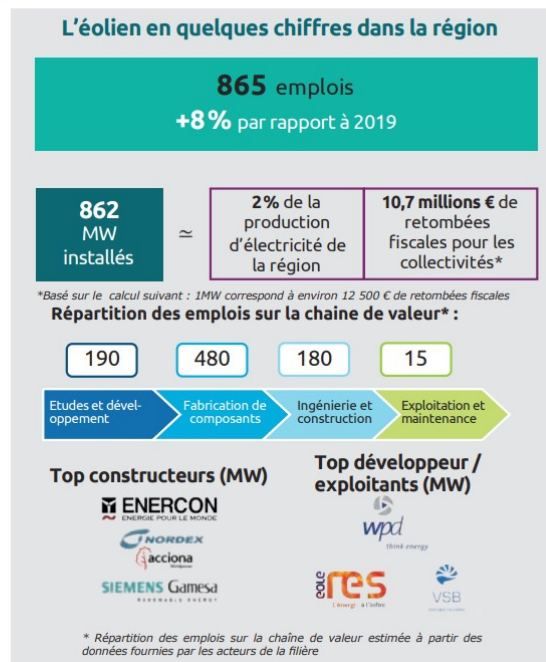 L'éolien en quelques chiffres dans la région
865 emplois
+8% par rapport à 2019
862
MW
installés
≃
2% de la
production
d'électricité de
la région
10,7 millions € de
retombées
fiscales pour les
collectivités*
*Basé sur le calcul suivant : 1MW correspond à environ 12 500 € de retombées fiscales
Répartition des emplois sur la chaine de valeur* :
190
480
180
15
Etudes et dével-
oppement
Fabrication de
composants
Ingénierie et
construction
Exploitation et
maintenance
Top constructeurs (MW)
ENERCON
ENERGIE POUR LE MONDE
NORDEX
acciona
SIEMENS Gamesa
RENEWABLE ENERGY
Top développeur /
exploitants (MW)
wpd
think energy
eole
res
L'énergie à l'infini
VSB
* Répartition des emplois sur la chaîne de valeur estimée à partir des
données fournies par les acteurs de la filière